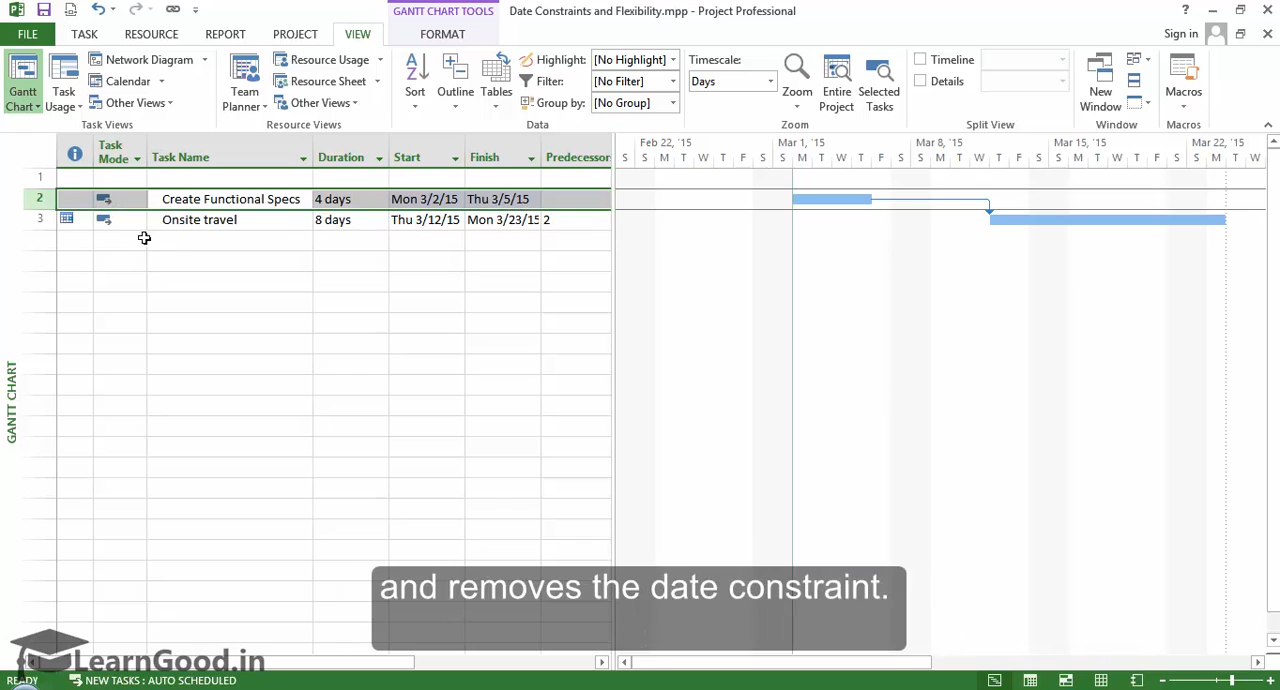 GANTT CHART TOOLS
Date Constraints and Flexibility.mpp - Project Professional
?
FILE
TASK
RESOURCE
REPORT
PROJECT
VIEW
FORMAT
Sign in
Gantt Chart
Task Usage
Network Diagram
Calendar
Other Views
Task Views
Team Planner
Resource Usage
Resource Sheet
Other Views
Resource Views
Sort
Outline
Tables
Highlight: [No Highlight]
Filter: [No Filter]
Group by: [No Group]
Data
Timescale:
Days
Zoom
Entire Project
Selected Tasks
Zoom
Timeline
Details
Split View
New Window
Window
Macros
Macros
Task Mode
Task Name
Duration
Start
Finish
Predecessors
Feb 22, '15
Mar 1, '15
Mar 8, '15
Mar 15, '15
Mar 22, '15
S S M T W T F S S M T W T F S S M T W T F S S M T W T F S S M T W
1
2 Create Functional Specs 4 days Mon 3/2/15 Thu 3/5/15
3 Onsite travel 8 days Thu 3/12/15 Mon 3/23/15 2
GANTT CHART
and removes the date constraint.
LearnGood.in
READY
NEW TASKS : AUTO SCHEDULED